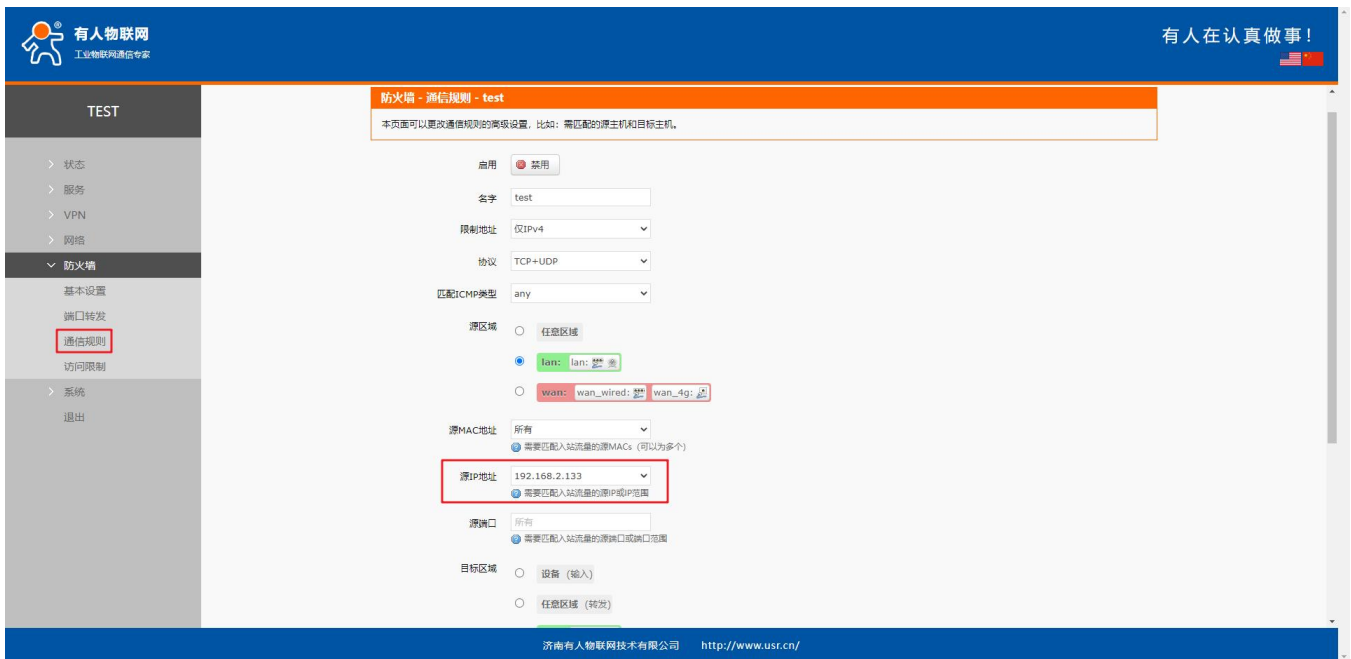 有人物联网
工业物联网通信专家
有人在认真做事!
TEST
状态
服务
VPN
网络
防火墙
基本设置
端口转发
通信规则
访问限制
系统
退出
防火墙 - 通信规则 - test
本页面可以更改通信规则的高级设置，比如：需匹配的源主机和目标主机。
启用 禁用
名字 test
限制地址 仅IPv4
协议 TCP+UDP
匹配ICMP类型 any
源区域 任意区域
lan: lan:
wan: wan_wired: wan_4g:
源MAC地址 所有
需要匹配入站流量的源MACs（可以为多个）
源IP地址 192.168.2.133
需要匹配入站流量的源IP或IP范围
源端口 所有
需要匹配入站流量的源端口或端口范围
目标区域 设备（输入）
任意区域（转发）
济南有人物联网技术有限公司 http://www.usr.cn/